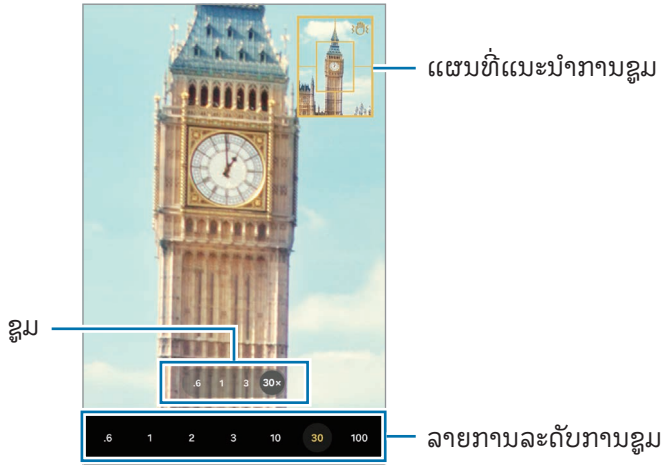 ແຜນທີ່ແນະນຳການຊູມ
ຊູມ
.6 1 3 30×
.6 1 2 3 10 30 100
ລາຍການລະດັບການຊູມ